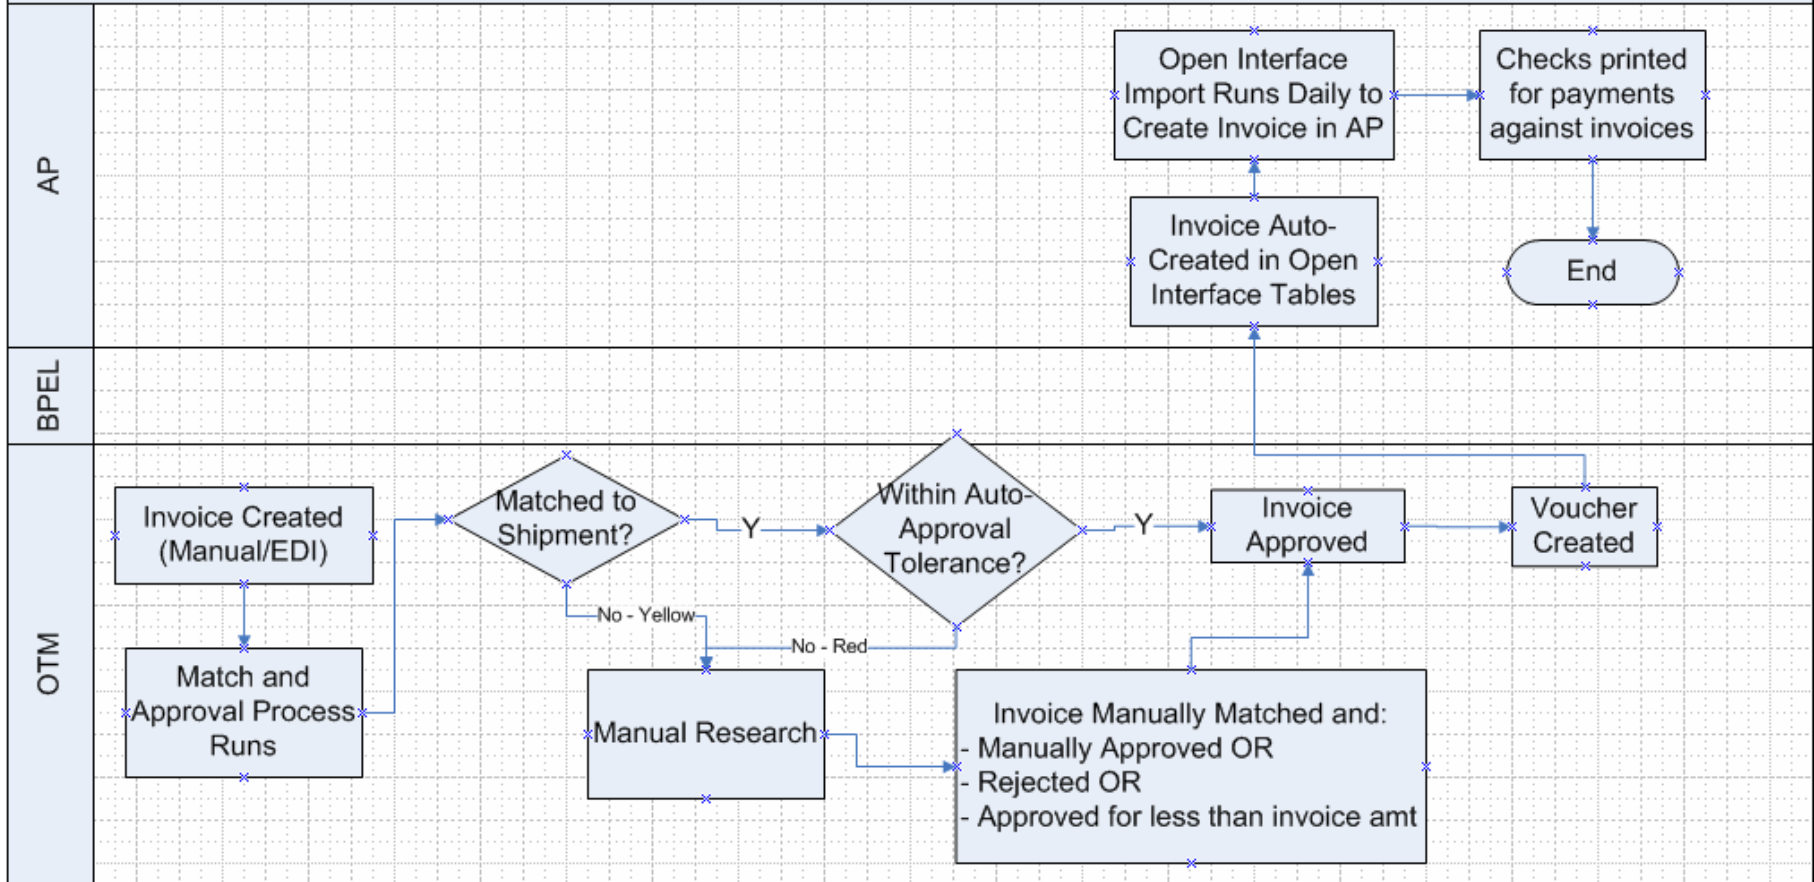 AP
Open Interface
Import Runs Daily to
Create Invoice in AP
Checks printed
for payments
against invoices
Invoice Auto-
Created in Open
Interface Tables
End
BPEL
OTM
Invoice Created
(Manual/EDI)
Matched to
Shipment?
Y
Within Auto-
Approval
Tolerance?
Y
Invoice
Approved
Voucher
Created
No - Yellow
No - Red
Match and
Approval Process
Runs
Manual Research
Invoice Manually Matched and:
- Manually Approved OR
- Rejected OR
- Approved for less than invoice amt